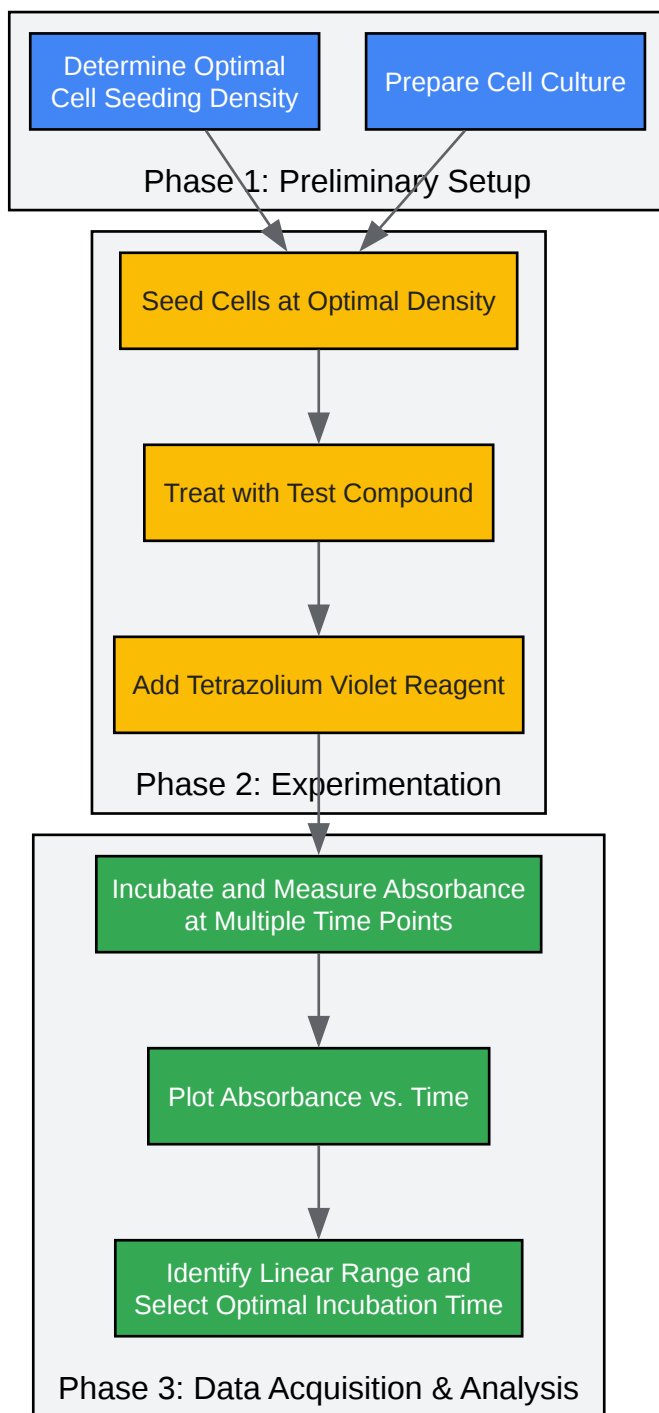 Determine Optimal
Cell Seeding Density
Prepare Cell Culture
Phase 1: Preliminary Setup
Seed Cells at Optimal Density
Treat with Test Compound
Add Tetrazolium Violet Reagent
Phase 2: Experimentation
Incubate and Measure Absorbance
at Multiple Time Points
Plot Absorbance vs. Time
Identify Linear Range and
Select Optimal Incubation Time
Phase 3: Data Acquisition & Analysis